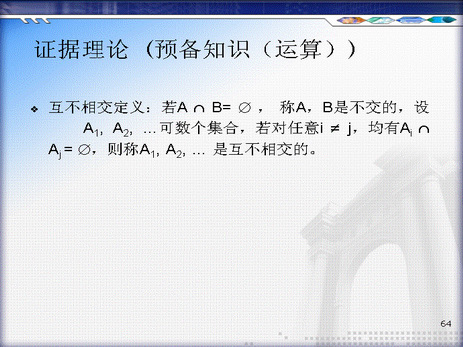 证据理论 (预备知识（运算）)
❖ 互不相交定义：若A ∩ B= ∅ ， 称A，B是不交的，设
A₁, A₂, …可数个集合，若对任意i ≠ j，均有Aᵢ ∩
Aⱼ = ∅，则称A₁, A₂, … 是互不相交的。
64